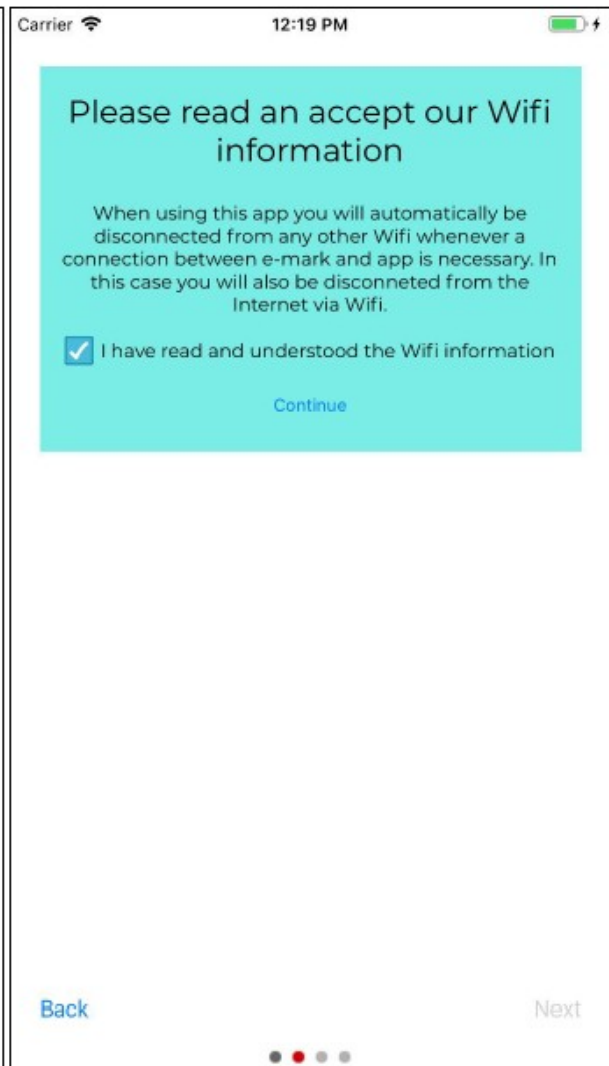 Carrier 12:19 PM
Please read an accept our Wifi
information
When using this app you will automatically be
disconnected from any other Wifi whenever a
connection between e-mark and app is necessary. In
this case you will also be disconneted from the
Internet via Wifi.
I have read and understood the Wifi information
Continue
Back Next